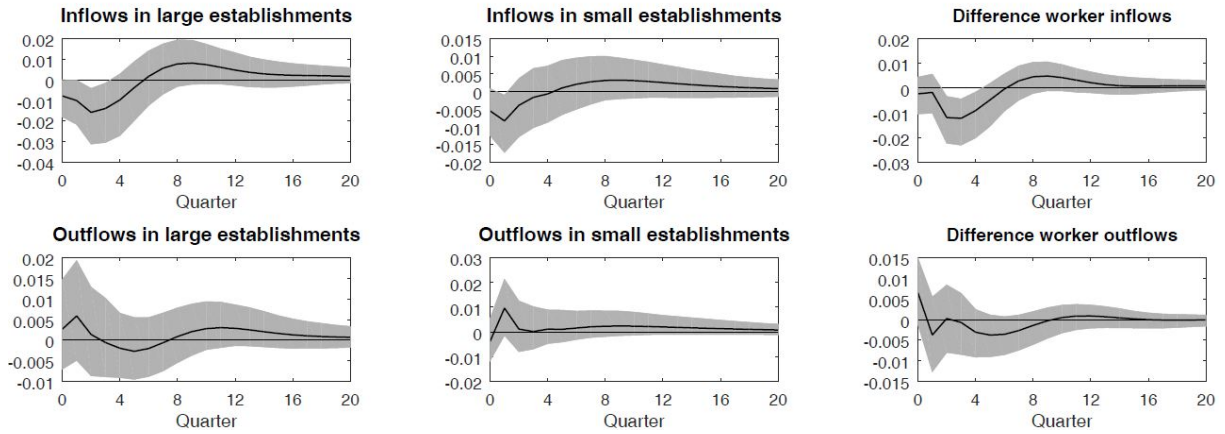 Inflows in large establishments
0.02
0.01
0
-0.01
-0.02
-0.03
-0.04
0 4 8 12 16 20
Quarter
Inflows in small establishments
0.015
0.01
0.005
0
-0.005
-0.01
-0.015
-0.02
0 4 8 12 16 20
Quarter
Difference worker inflows
0.02
0.01
0
-0.01
-0.02
-0.03
0 4 8 12 16 20
Quarter
Outflows in large establishments
0.02
0.015
0.01
0.005
0
-0.005
-0.01
0 4 8 12 16 20
Quarter
Outflows in small establishments
0.03
0.02
0.01
0
-0.01
-0.02
0 4 8 12 16 20
Quarter
Difference worker outflows
0.015
0.01
0.005
0
-0.005
-0.01
-0.015
0 4 8 12 16 20
Quarter